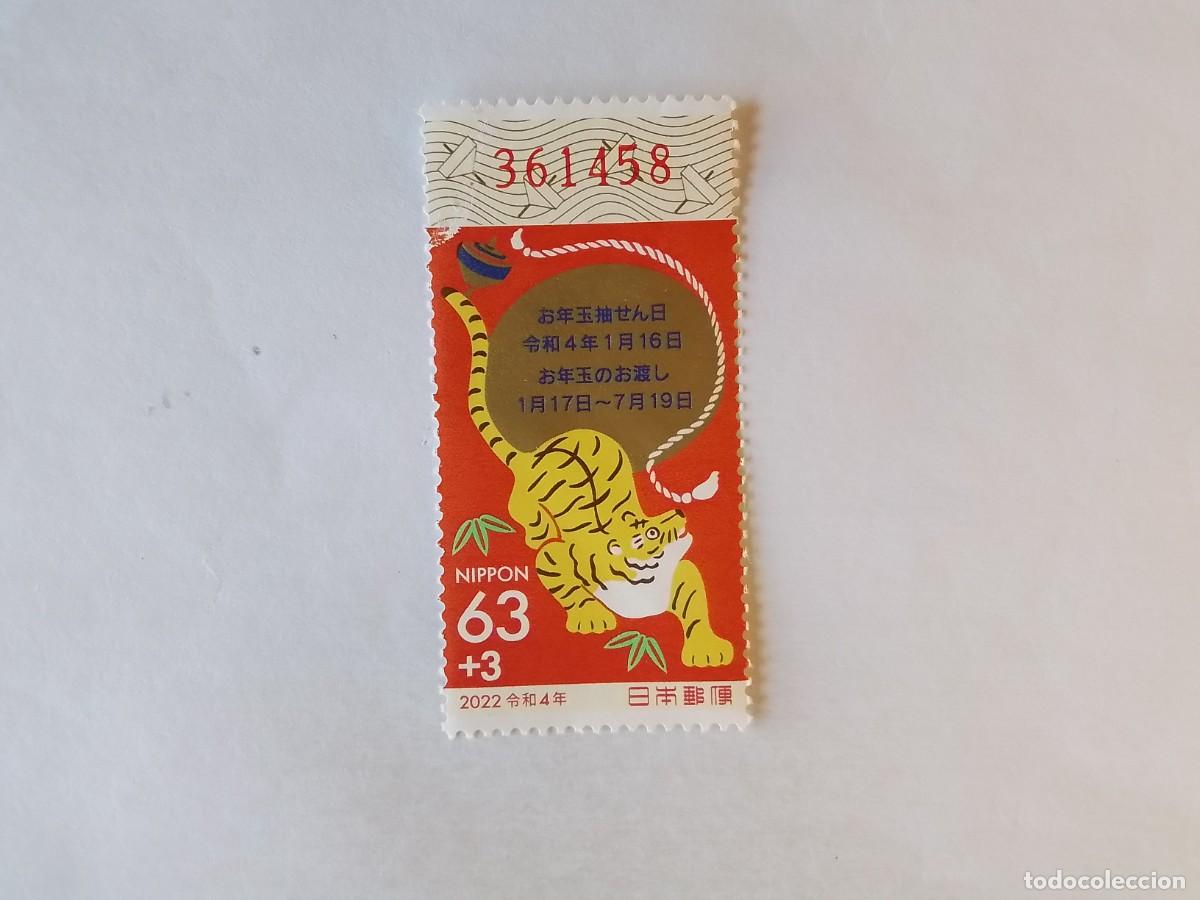 361458
お年玉抽せん日
令和4年1月16日
お年玉のお渡し
1月17日～7月19日
NIPPON
63
+3
2022 令和4年
日本郵便
todocoleccion